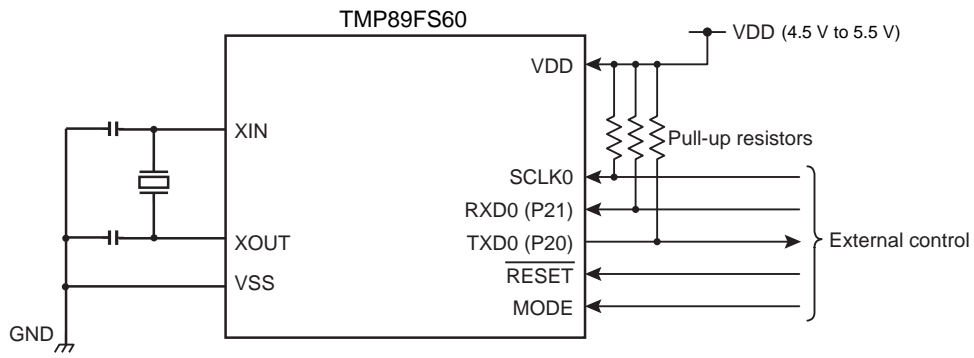 TMP89FS60
VDD (4.5 V to 5.5 V)
VDD
XIN
Pull-up resistors
SCLK0
RXD0 (P21)
TXD0 (P20)
External control
XOUT
VSS
RESET
MODE
GND